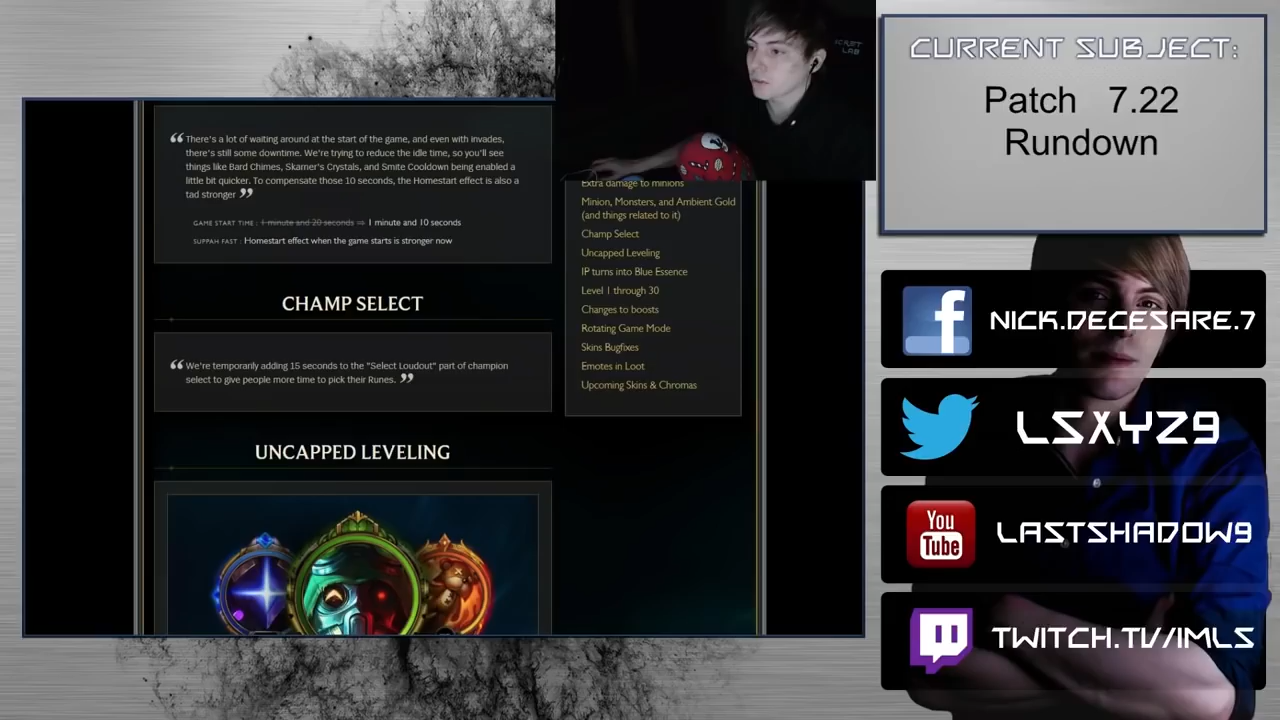 CRET
LAB
CURRENT SUBJECT:
Patch 7.22
Rundown
“There's a lot of waiting around at the start of the game, and even with invades,
there's still some downtime. We're trying to reduce the idle time, so you'll see
things like Bard Chimes, Skarner's Crystals, and Smite Cooldown being enabled a
little bit quicker. To compensate those 10 seconds, the Homestart effect is also a
tad stronger ”
GAME START TIME : 1 minute and 20 seconds ⇒ 1 minute and 10 seconds
SUPPAH FAST : Homestart effect when the game starts is stronger now
CHAMP SELECT
“We're temporarily adding 15 seconds to the "Select Loudout" part of champion
select to give people more time to pick their Runes. ”
UNCAPPED LEVELING
Extra damage to minions
Minion, Monsters, and Ambient Gold
(and things related to it)
Champ Select
Uncapped Leveling
IP turns into Blue Essence
Level 1 through 30
Changes to boosts
Rotating Game Mode
Skins Bugfixes
Emotes in Loot
Upcoming Skins & Chromas
f
NICK.DECESARE.7
LSXYZ9
You
Tube
LASTSHADOW9
TWITCH.TV/IMLS